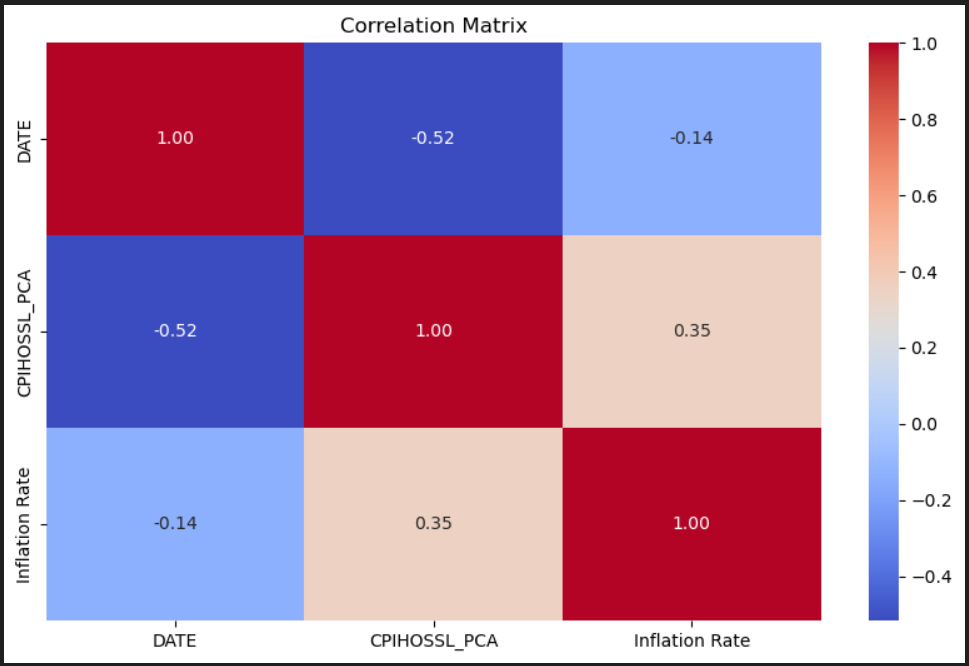 Correlation Matrix
DATE
1.00
-0.52
-0.14
CPIHOSSL_PCA
-0.52
1.00
0.35
Inflation Rate
-0.14
0.35
1.00
DATE
CPIHOSSL_PCA
Inflation Rate
1.0
0.8
0.6
0.4
0.2
0.0
−0.2
−0.4